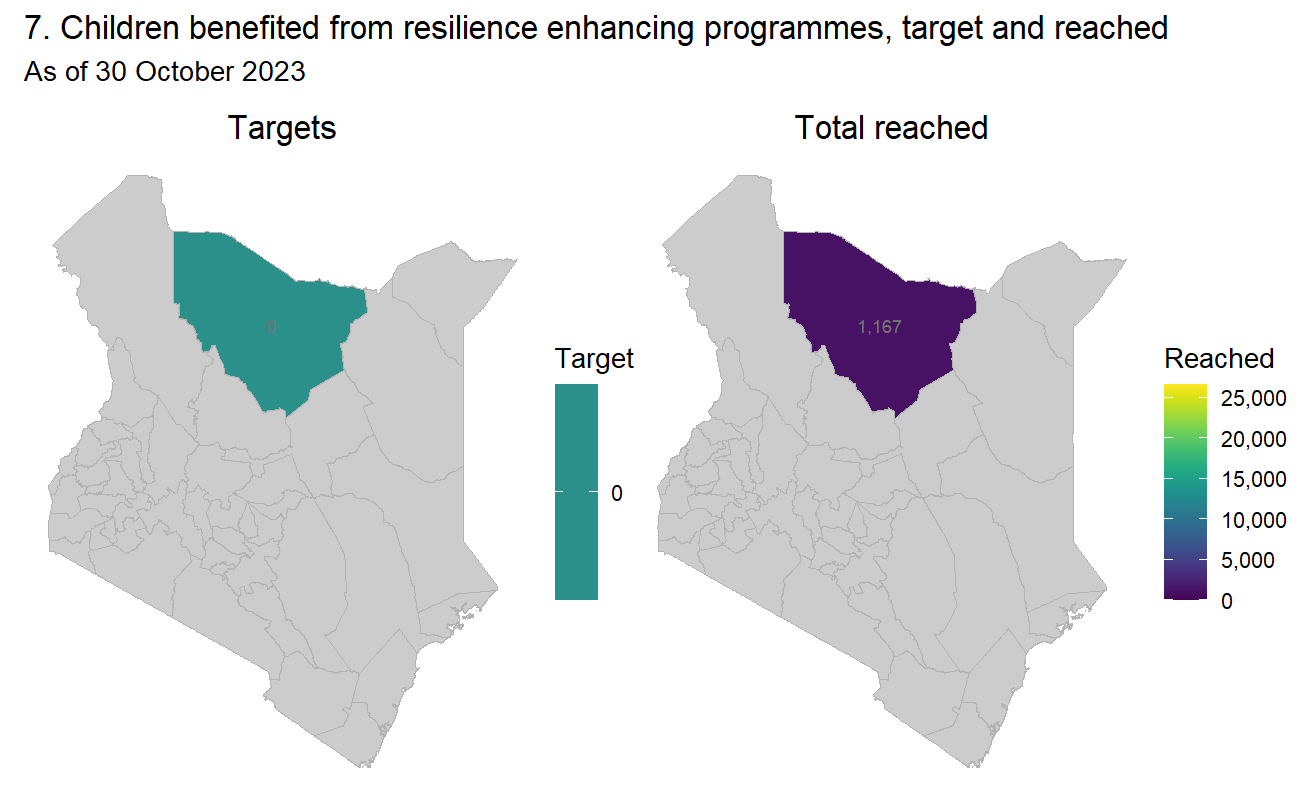 7. Children benefited from resilience enhancing programmes, target and reached
As of 30 October 2023
Targets
Total reached
0
1,167
Target
0
Reached
25,000
20,000
15,000
10,000
5,000
0